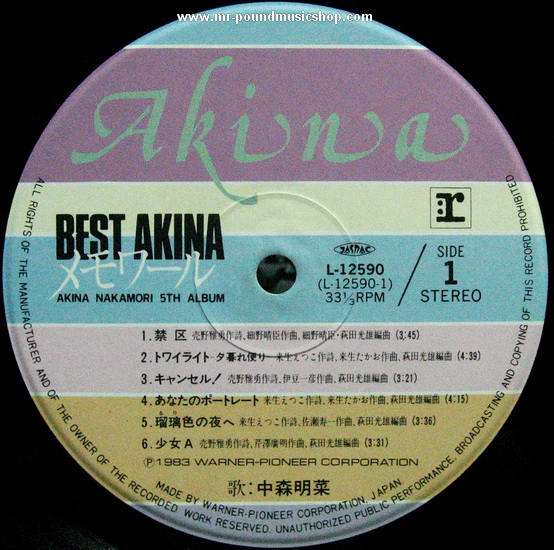 www.mr-poundmusicshop.com
Akina
BEST AKINA
メモワール
AKINA NAKAMORI 5TH ALBUM
r
JASRAC
L-12590
(L-12590-1)
33⅓RPM
SIDE
1
STEREO
1. 禁区 売野雅勇作詩、細野晴臣作曲、細野晴臣・萩田光雄編曲 (3:45)
2. トワイライト―夕暮れ便り― 来生えつこ作詩、来生たかお作曲、萩田光雄編曲 (4:39)
3. キャンセル! 売野雅勇作詩、伊豆一彦作曲、萩田光雄編曲 (3:21)
4. あなたのポートレート 来生えつこ作詩、来生たかお作曲、萩田光雄編曲 (4:15)
5. 瑠璃色の夜へ 来生えつこ作詩、佐瀬寿一作曲、萩田光雄編曲 (3:36)
6. 少女A 売野雅勇作詩、芹澤廣明作曲、萩田光雄編曲 (3:31)
Ⓟ1983 WARNER-PIONEER CORPORATION
歌:中森明菜
MADE BY WARNER-PIONEER CORPORATION, JAPAN.
ALL RIGHTS OF THE MANUFACTURER AND OF THE OWNER OF THE RECORDED WORK RESERVED. UNAUTHORIZED PUBLIC PERFORMANCE, BROADCASTING AND COPYING OF THIS RECORD PROHIBITED